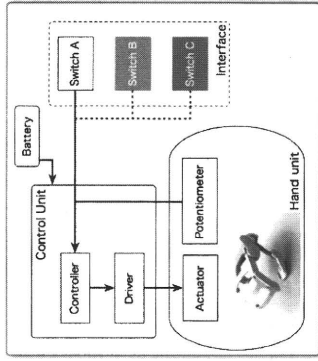 Battery
Control Unit
Controller
Driver
Switch A
Switch B
Switch C
Interface
Actuator
Potentiometer
Hand unit